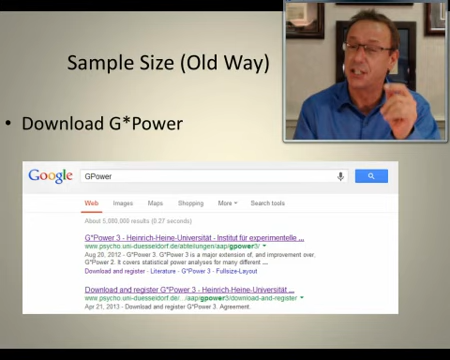 Sample Size (Old Way)
• Download G*Power
Google
GPower
Web Images Maps Shopping More Search tools
About 5,080,000 results (0.27 seconds)
G*Power 3 - Heinrich-Heine-Universität - Institut für experimentelle ...
www.psycho.uni-duesseldorf.de/abteilungen/aap/gpower3/
Aug 20, 2012 - G*Power 3. G*Power 3 is a major extension of, and improvement over,
G*Power 2. It covers statistical power analyses for many different ...
Download and register - Literature - G*Power 3 - Fullsize-Layout
Download and register G*Power 3 - Heinrich-Heine-Universität ...
www.psycho.uni-duesseldorf.de/.../aap/gpower3/download-and-register
Apr 21, 2013 - Download and register G*Power 3. Agreement.